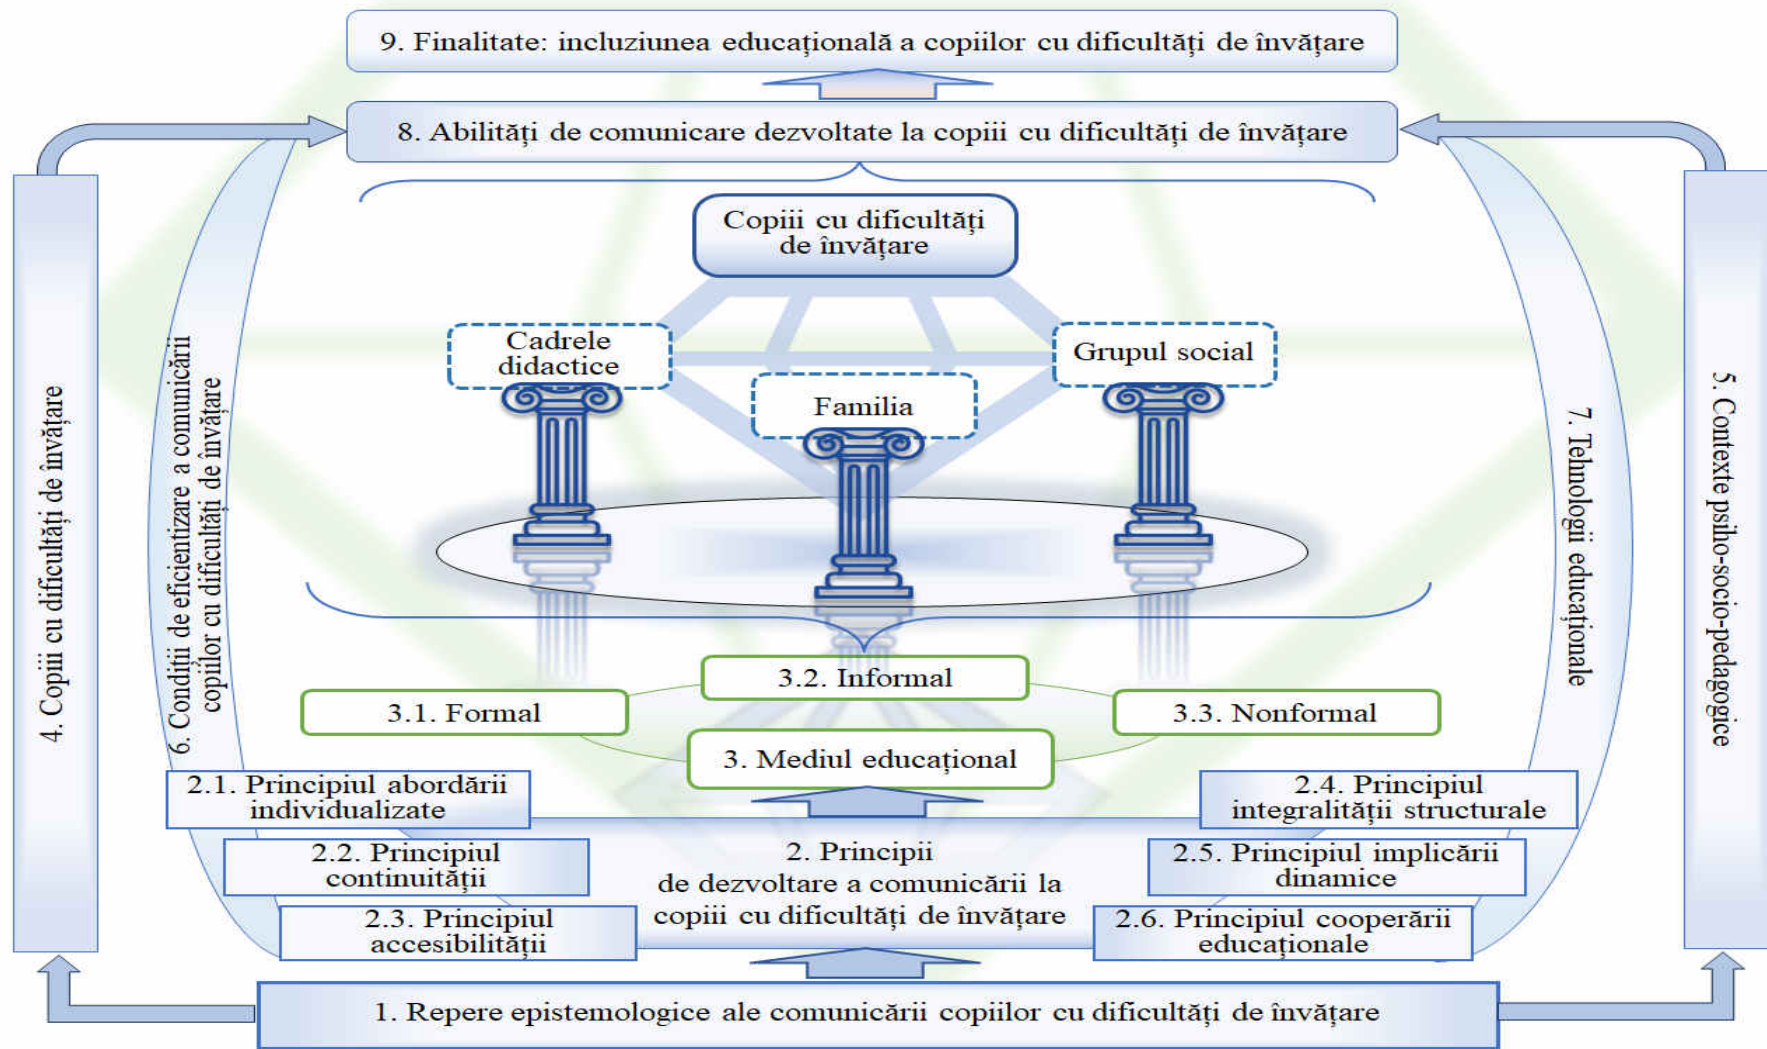 9. Finalitate: incluziunea educațională a copiilor cu dificultăți de învățare
8. Abilități de comunicare dezvoltate la copiii cu dificultăți de învățare
Copiii cu dificultăți
de învățare
Cadrele
didactice
Grupul social
Familia
4. Copiii cu dificultăți de învățare
6. Condiții de eficientizare a comunicării
copiilor cu dificultăți de învățare
7. Tehnologii educaționale
5. Contexte psiho-socio-pedagogice
3.2. Informal
3.1. Formal
3.3. Nonformal
3. Mediul educațional
2.1. Principiul abordării
individualizate
2.4. Principiul
integralității structurale
2.2. Principiul
continuității
2. Principii
de dezvoltare a comunicării la
copiii cu dificultăți de învățare
2.5. Principiul implicării
dinamice
2.3. Principiul
accesibilității
2.6. Principiul cooperării
educaționale
1. Repere epistemologice ale comunicării copiilor cu dificultăți de învățare